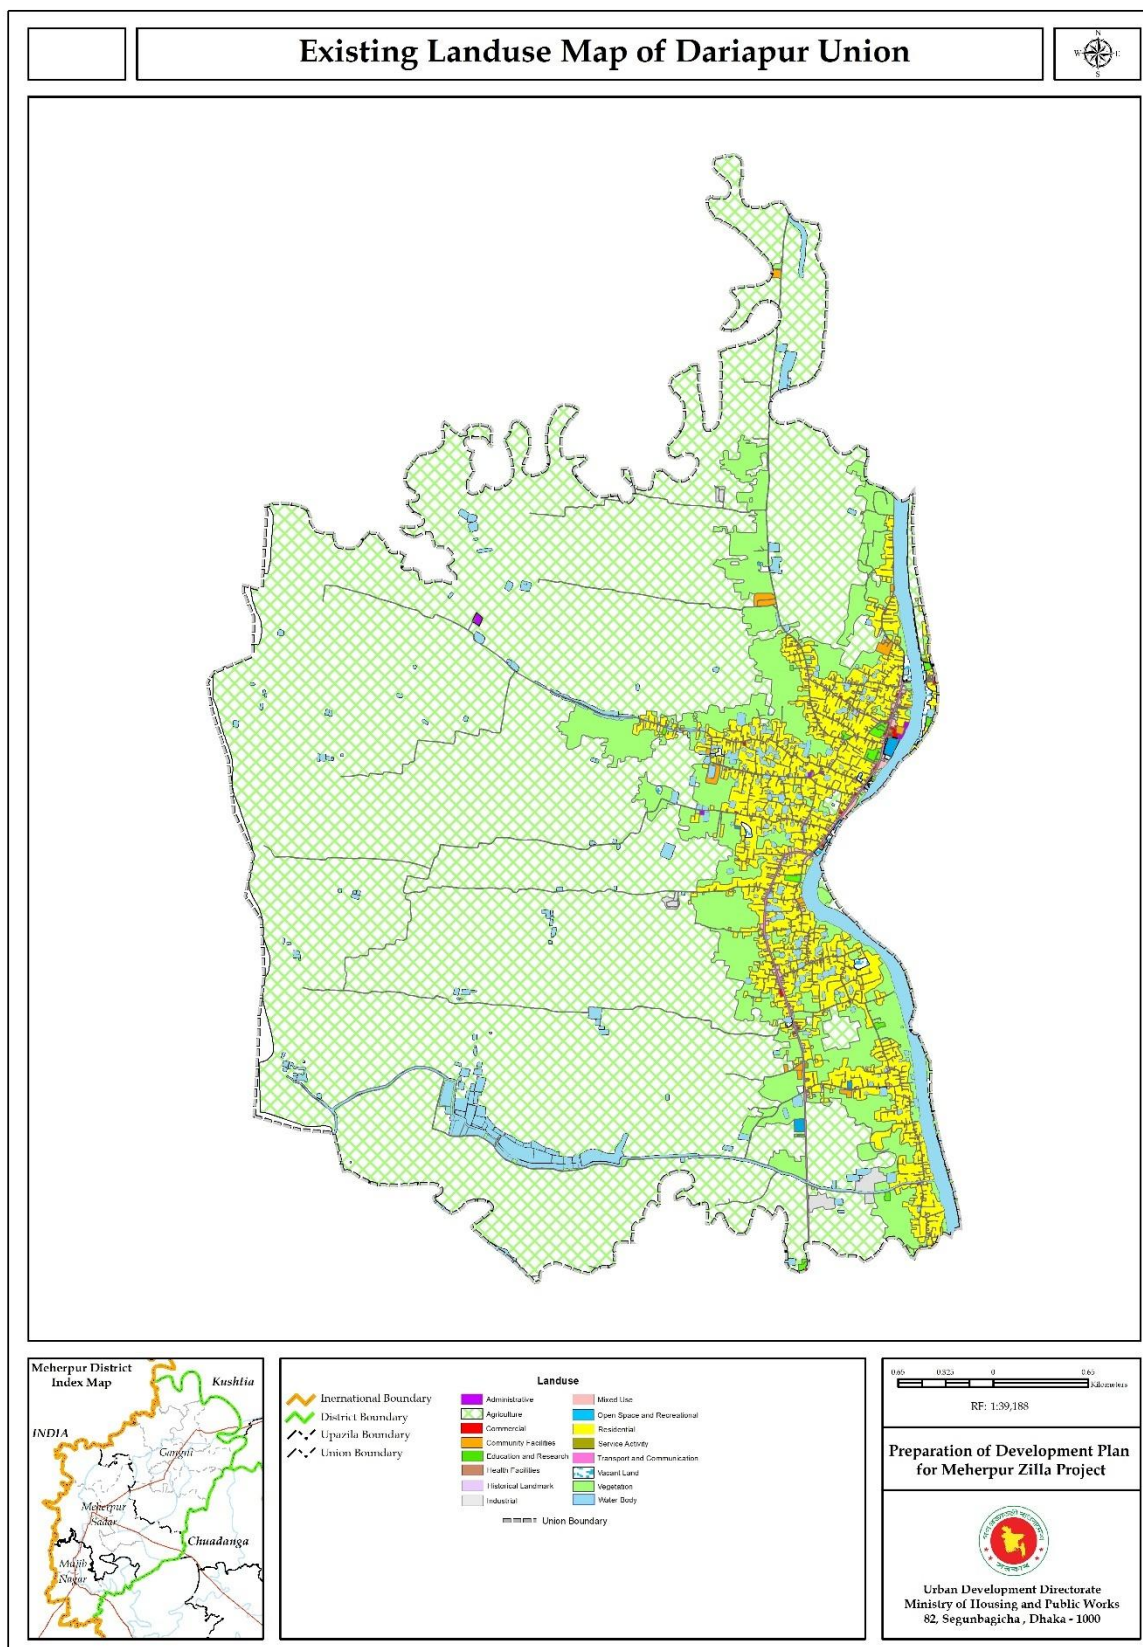 Existing Landuse Map of Dariapur Union
N
W E
S
Meherpur District
Index Map
Kushtia
INDIA
Gangni
Meherpur
Sadar
Chuadanga
Mujib
Nagar
Inernational Boundary
District Boundary
Upazila Boundary
Union Boundary
Landuse
Administrative
Agriculture
Commercial
Community Facilities
Education and Research
Health Facilities
Historical Landmark
Industrial
Mixed Use
Open Space and Recreational
Residential
Service Activity
Transport and Communication
Vacant Land
Vegetation
Water Body
Union Boundary
0.65 0.325 0 0.65
Kilometers
RF: 1:39,188
Preparation of Development Plan
for Meherpur Zilla Project
Urban Development Directorate
Ministry of Housing and Public Works
82, Segunbagicha , Dhaka - 1000